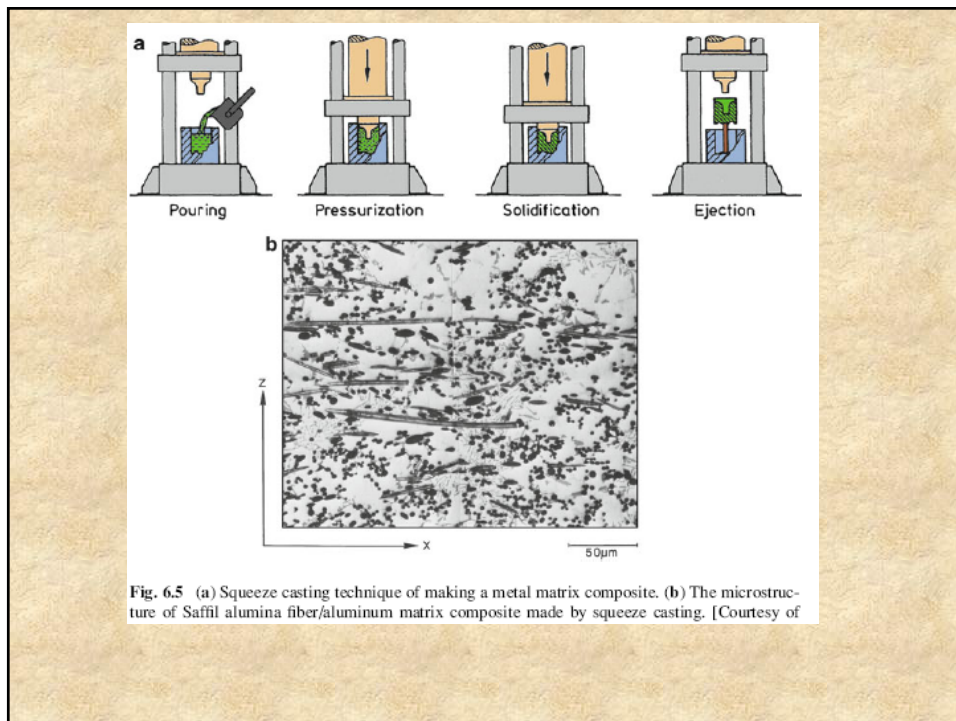 a
Pouring Pressurization Solidification Ejection
b
z
x
50µm
Fig. 6.5 (a) Squeeze casting technique of making a metal matrix composite. (b) The microstruc-
ture of Saffil alumina fiber/aluminum matrix composite made by squeeze casting. [Courtesy of